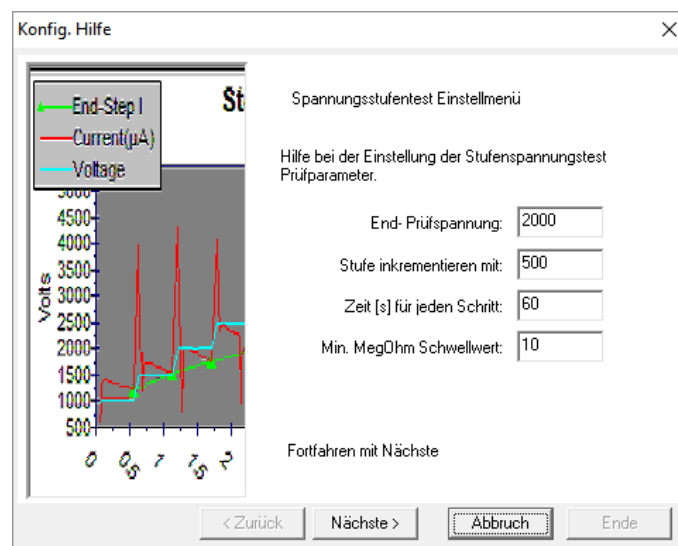 Konfig. Hilfe
St
End-Step I
Current(µA)
Voltage
Volts
4500
4000
3500
3000
2500
2000
1500
1000
500
0
0,5
1
1,5
2
Spannungsstufentest Einstellmenü
Hilfe bei der Einstellung der Stufenspannungstest
Prüfparameter.
End- Prüfspannung: 2000
Stufe inkrementieren mit: 500
Zeit [s] für jeden Schritt: 60
Min. MegOhm Schwellwert: 10
Fortfahren mit Nächste
< Zurück
Nächste >
Abbruch
Ende